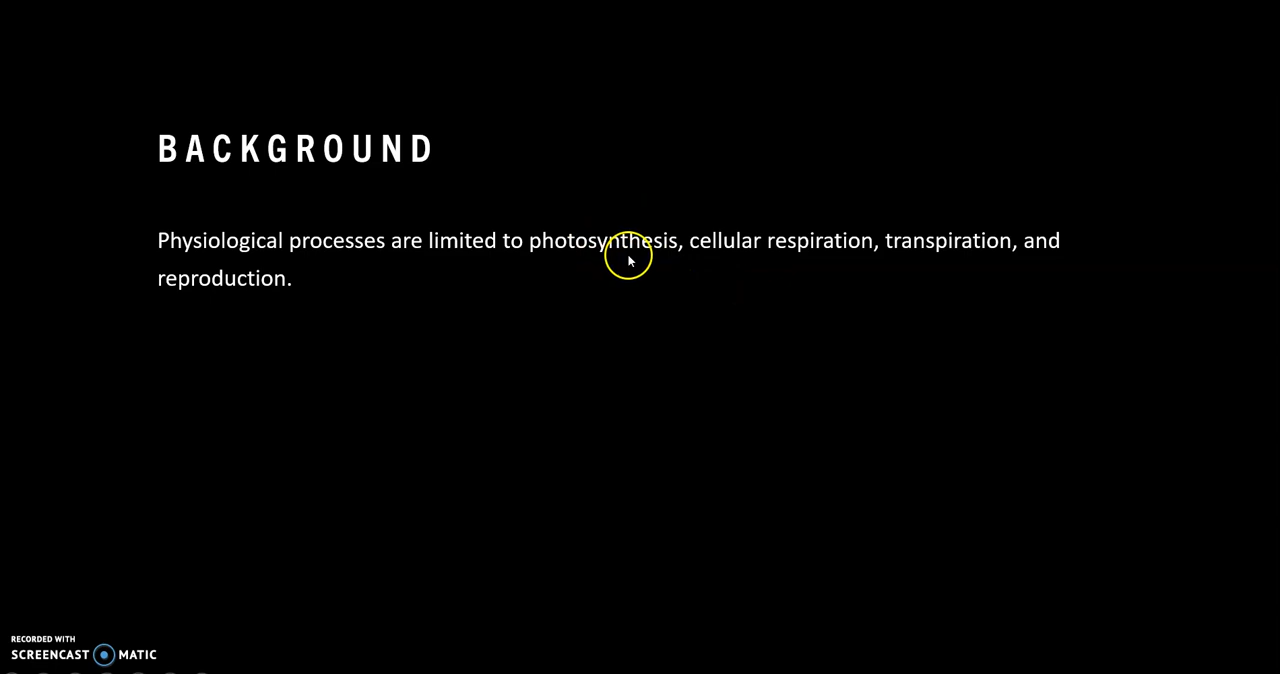 BACKGROUND
Physiological processes are limited to photosynthesis, cellular respiration, transpiration, and
reproduction.
RECORDED WITH
SCREENCAST MATIC